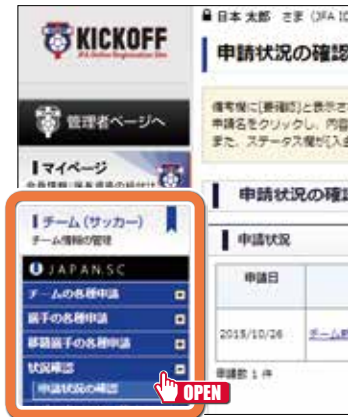 KICKOFF
JFA Online Registration Site
管理者ページへ
マイページ
チーム (サッカー)
チーム情報の管理
JAPAN.SC
チームの各種申請
選手の各種申請
移籍選手の各種申請
状況確認
申請状況の確認
OPEN
日本 太郎 さま (JFA ID
申請状況の確認
備考欄に[要確認]と表示さ
申請名をクリックし、内容
また、ステータス欄が[入金
申請状況の確認
申請状況
申請日
2015/10/26
チーム
申請数 1 件